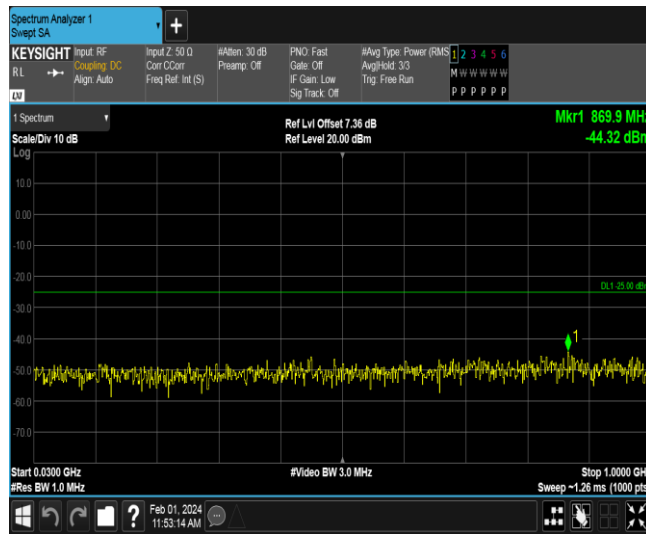 Spectrum Analyzer 1
Swept SA
+
KEYSIGHT
RL
LXI
Input: RF
Coupling: DC
Align: Auto
Input Z: 50 Ω
Corr CCorr
Freq Ref: Int (S)
#Atten: 30 dB
Preamp: Off
PNO: Fast
Gate: Off
IF Gain: Low
Sig Track: Off
#Avg Type: Power (RMS
Avg|Hold: 3/3
Trig: Free Run
1 2 3 4 5 6
M W W W W W
P P P P P P
1 Spectrum
Scale/Div 10 dB
Log
Ref Lvl Offset 7.36 dB
Ref Level 20.00 dBm
Mkr1 869.9 MHz
-44.32 dBm
10.0
0.00
-10.0
-20.0
DL1 -25.00 dBm
-30.0
-40.0
1
-50.0
-60.0
-70.0
Start 0.0300 GHz
#Res BW 1.0 MHz
#Video BW 3.0 MHz
Stop 1.0000 GH
Sweep ~1.26 ms (1000 pts
?
Feb 01, 2024
11:53:14 AM